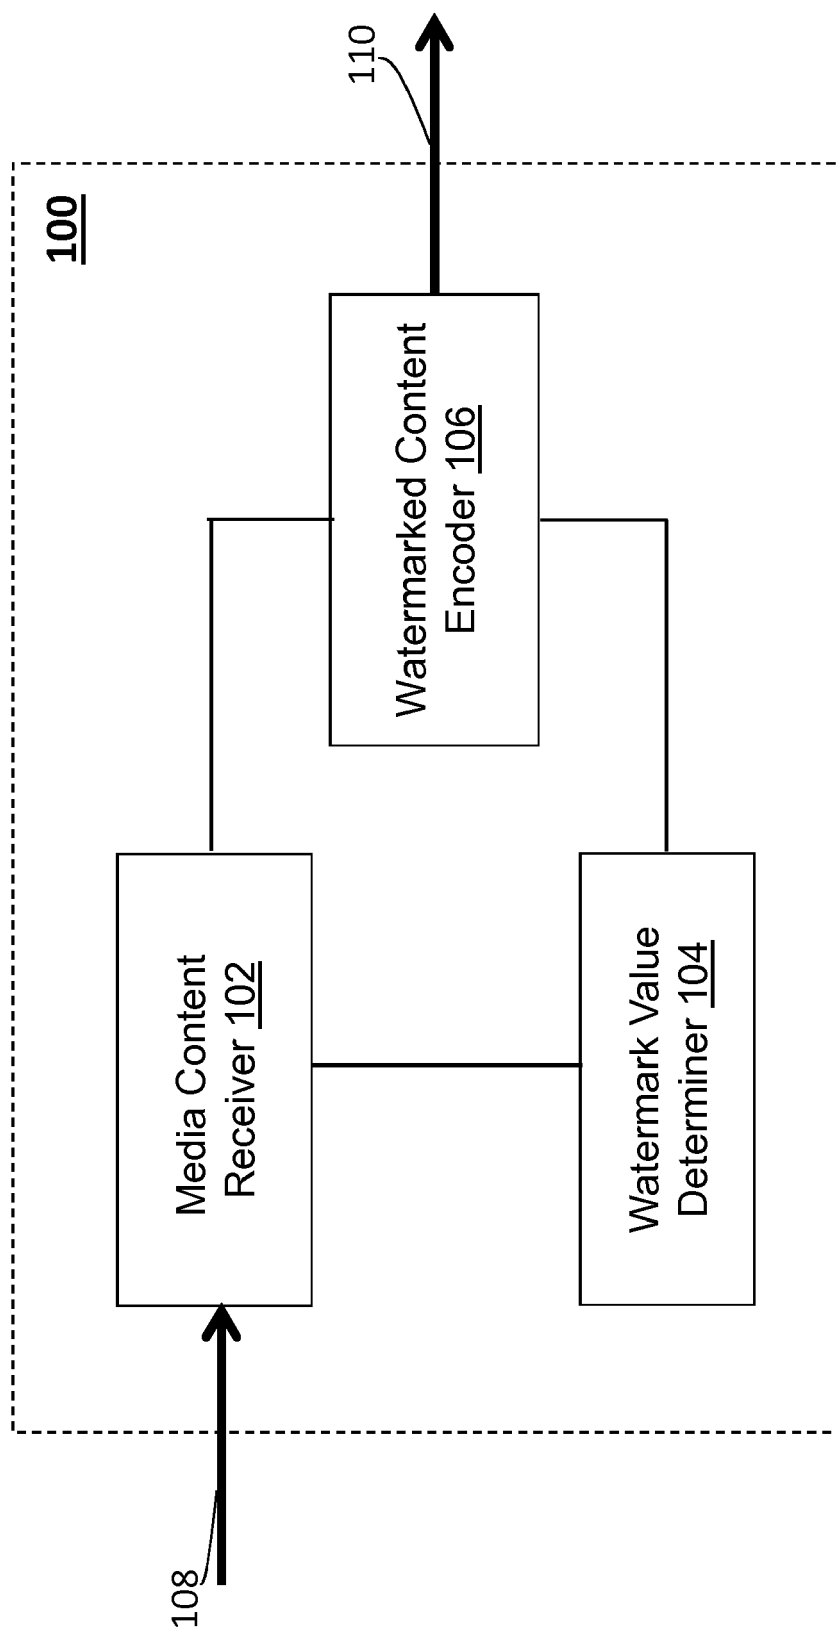 100
Media Content
Receiver 102
Watermarked Content
Encoder 106
110
108
Watermark Value
Determiner 104